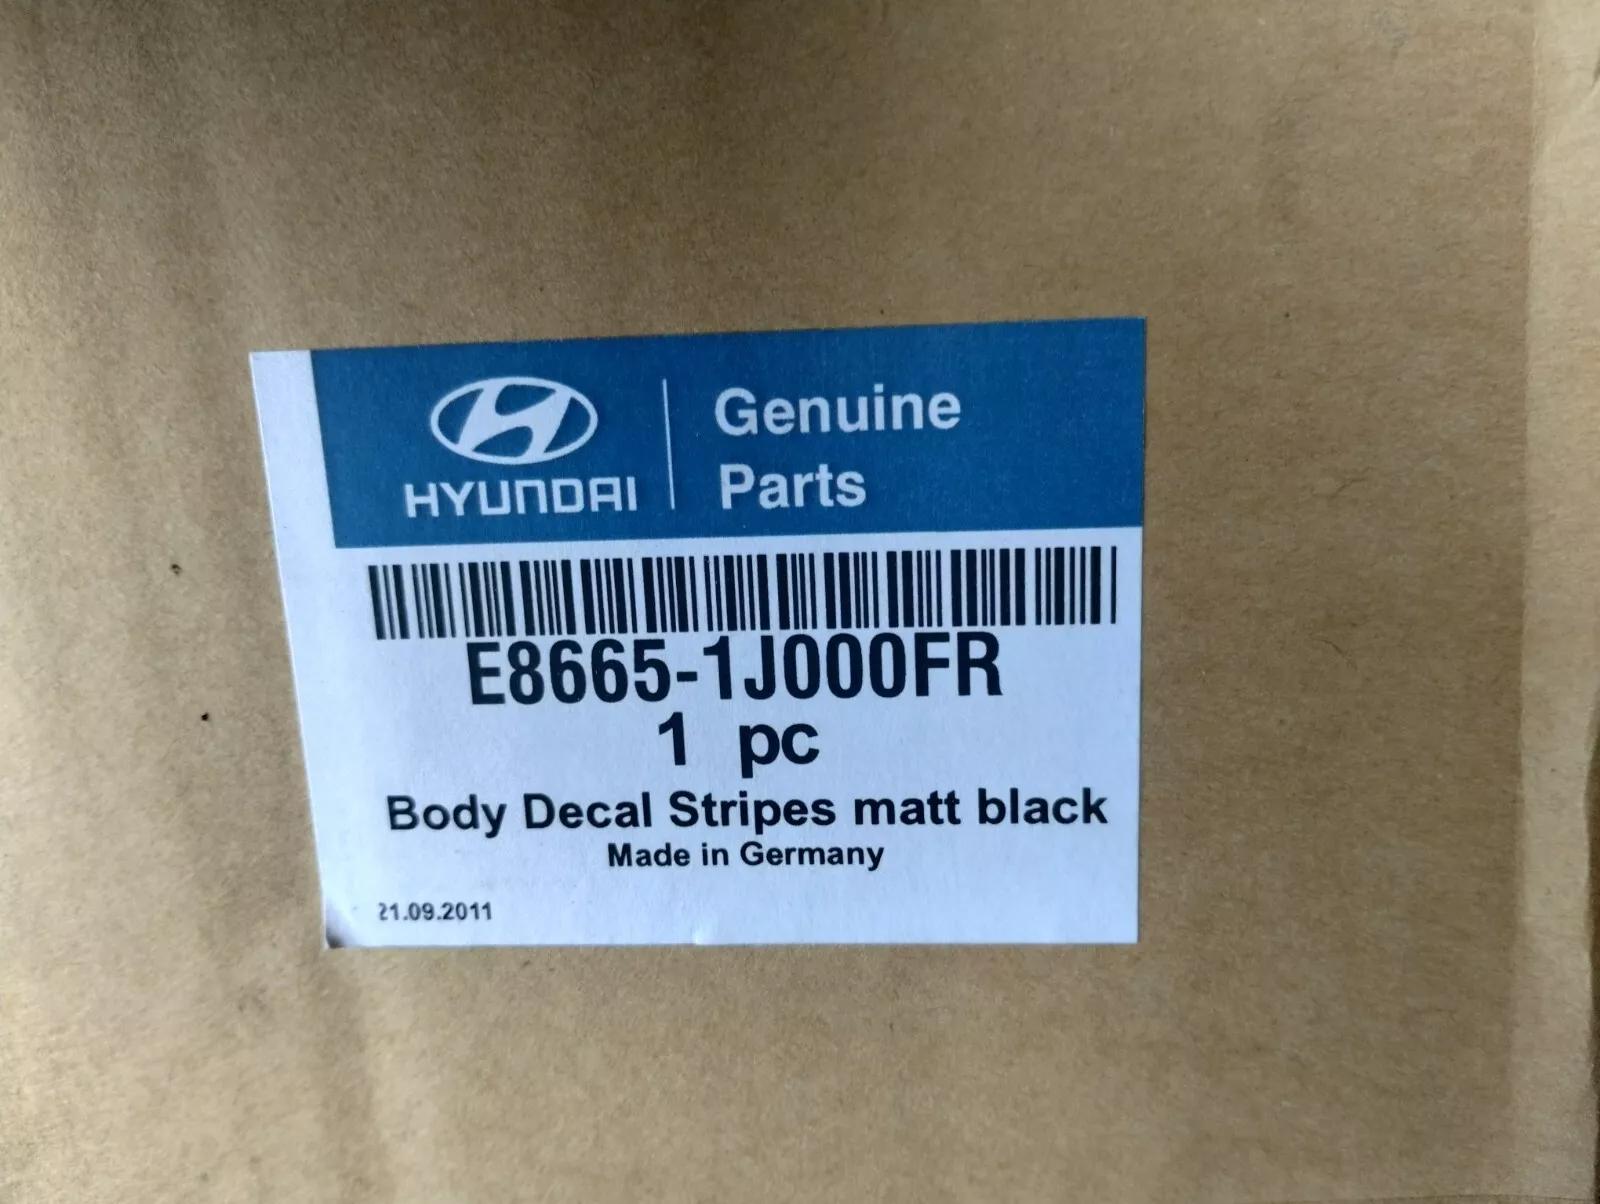 HYUNDAI
Genuine
Parts
E8665-1J000FR
1 pc
Body Decal Stripes matt black
Made in Germany
21.09.2011